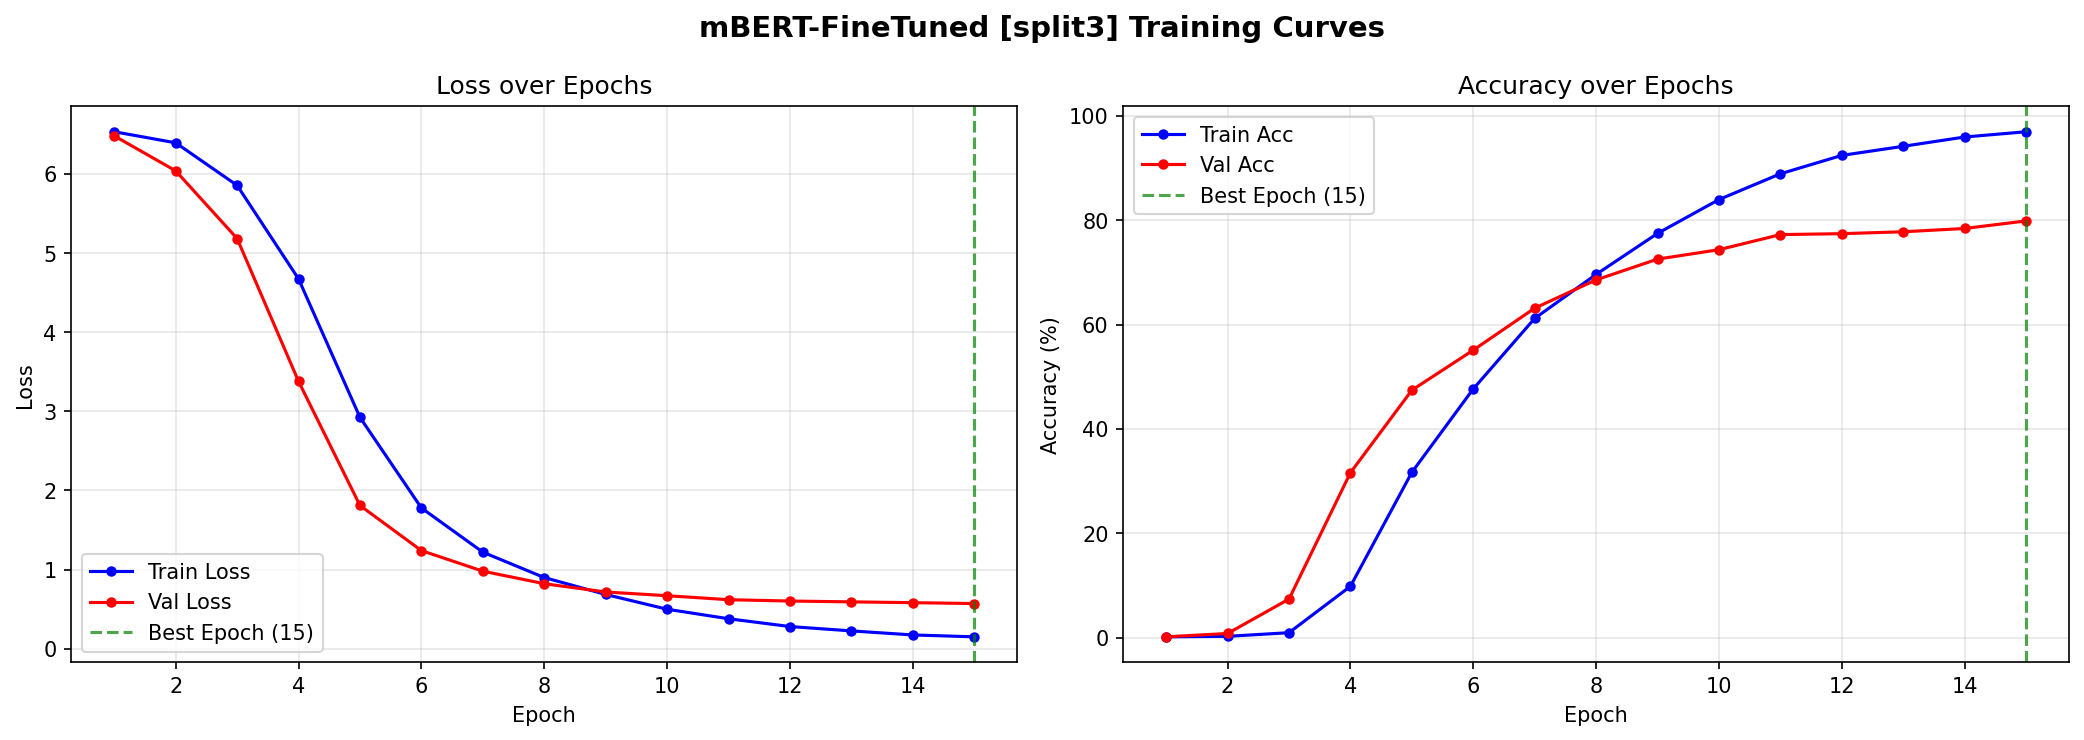 mBERT-FineTuned [split3] Training Curves
Loss over Epochs
Loss
6
5
4
3
2
1
0
Train Loss
Val Loss
Best Epoch (15)
2 4 6 8 10 12 14
Epoch
Accuracy over Epochs
Accuracy (%)
100
80
60
40
20
0
Train Acc
Val Acc
Best Epoch (15)
2 4 6 8 10 12 14
Epoch